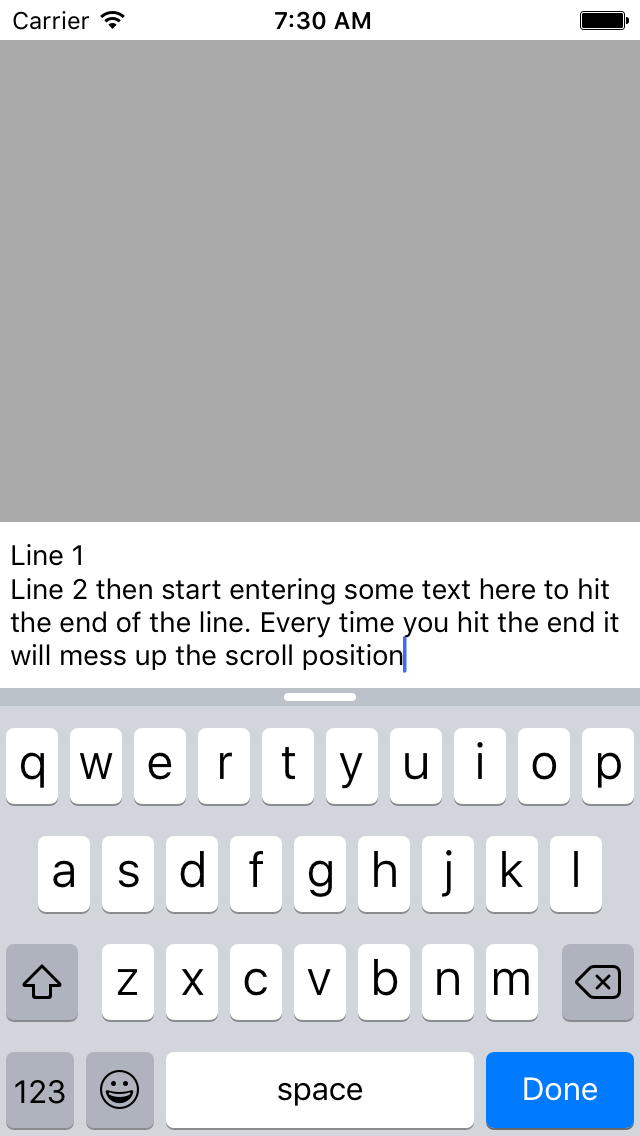 Carrier 7:30 AM
Line 1
Line 2 then start entering some text here to hit
the end of the line. Every time you hit the end it
will mess up the scroll position
q w e r t y u i o p
a s d f g h j k l
z x c v b n m
123 space Done